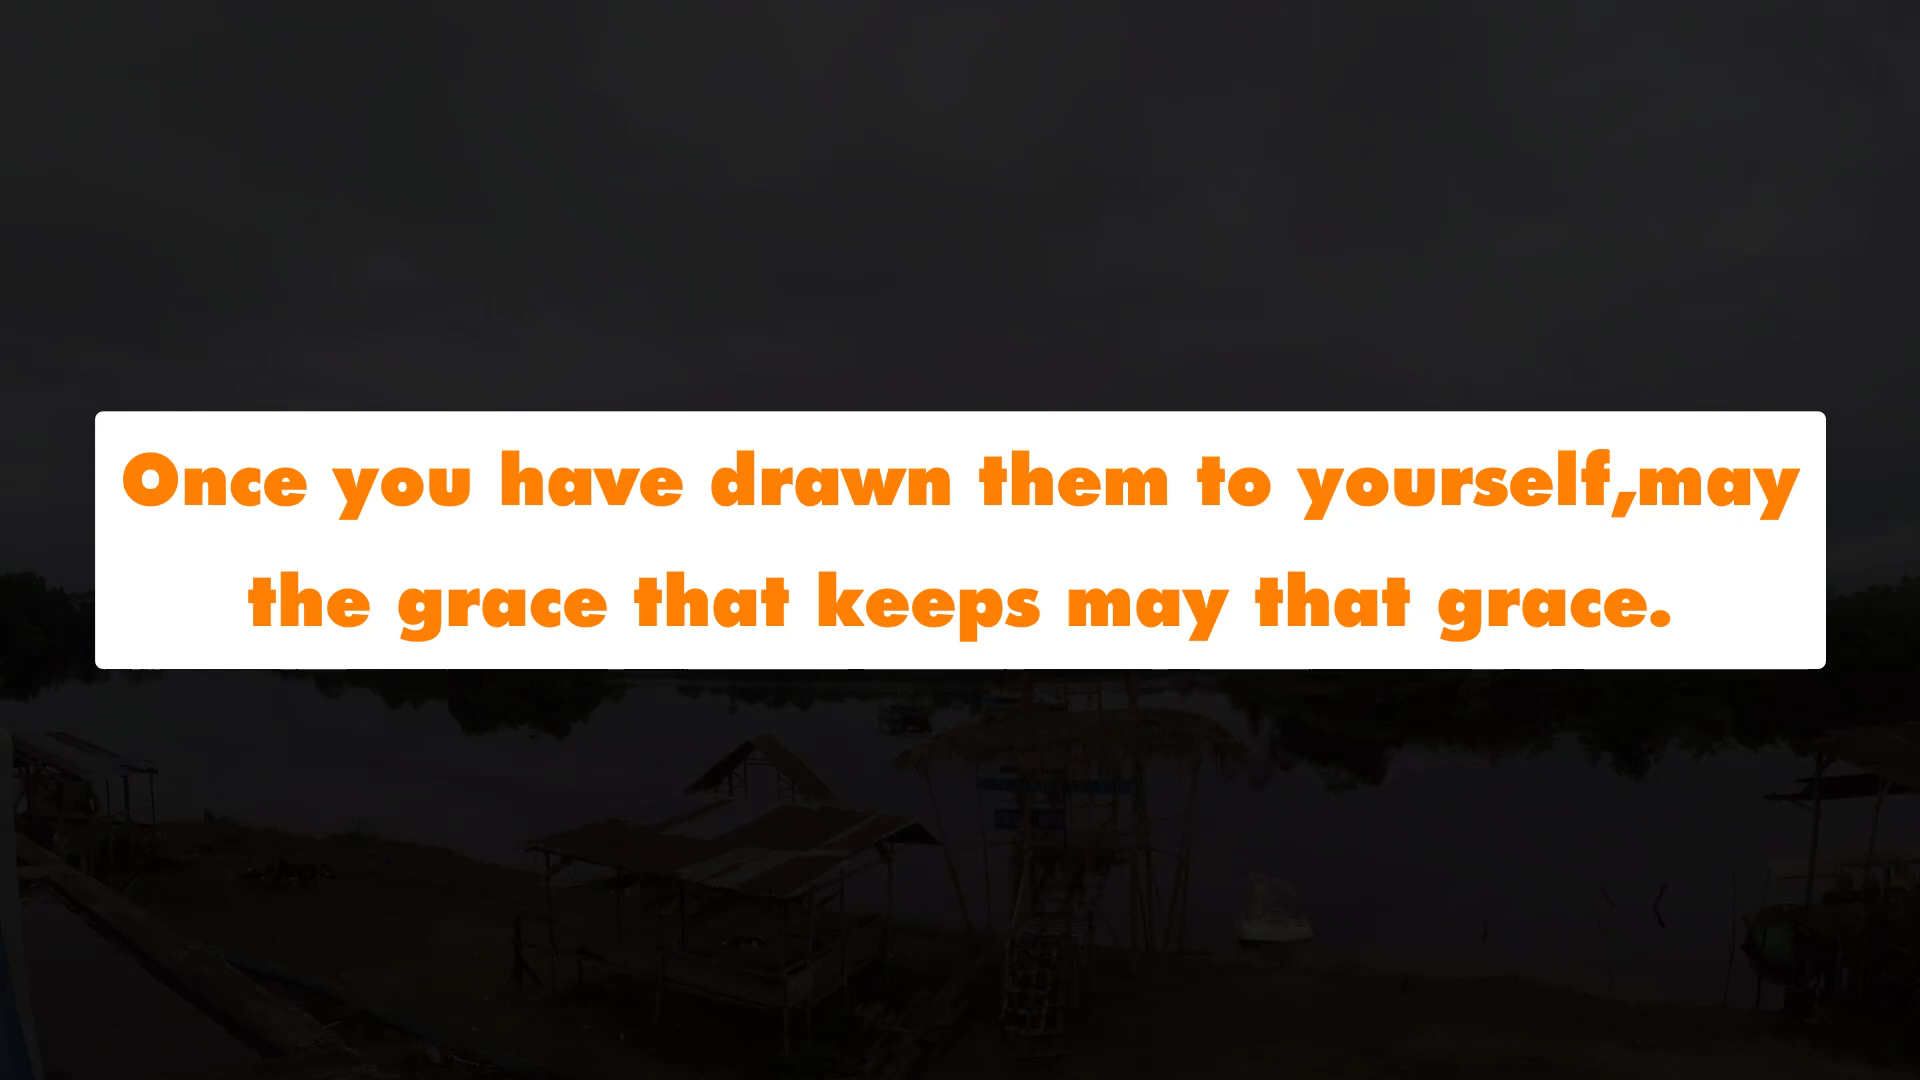 Once you have drawn them to yourself,may
the grace that keeps may that grace.